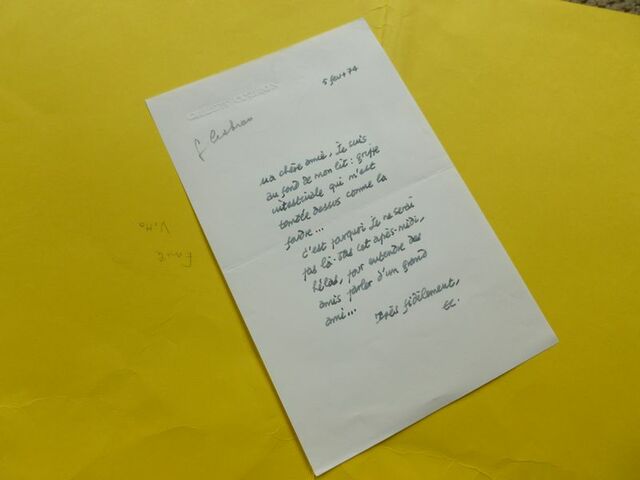 5 févr 74
Ma chère amie, je suis
au fond de mon lit : grippe
intestinale qui m'est
tombée dessus comme la
foudre...
C'est pourquoi je ne serai
pas là-bas cet après-midi,
hélas, pour entendre des
amis parler d'un grand
ami...
Très fidèlement,
GC.